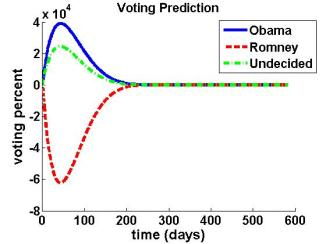 Voting Prediction
x 10^4
4
2
0
-2
-4
-6
-8
voting percent
0 100 200 300 400 500 600
time (days)
Obama
Romney
Undecided